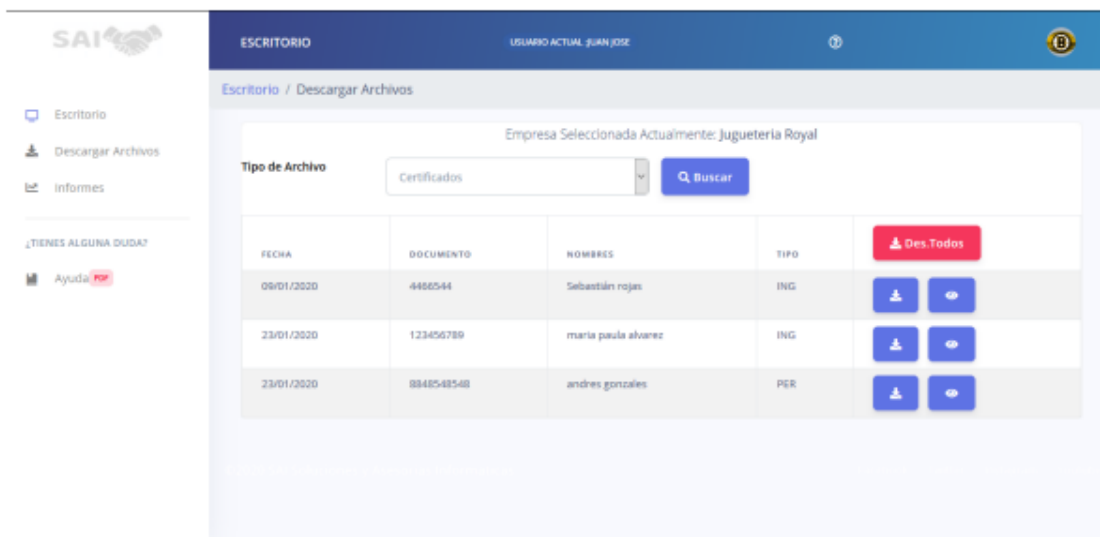 SAI
ESCRITORIO USUARIO ACTUAL :JUAN JOSE
Escritorio / Descargar Archivos
Escritorio
Descargar Archivos
Informes
¿TIENES ALGUNA DUDA?
Ayuda PDF
Empresa Seleccionada Actualmente: Jugueteria Royal
Tipo de Archivo Certificados Buscar
FECHA DOCUMENTO NOMBRES TIPO Des.Todos
09/01/2020 4466544 Sebastián rojas ING
23/01/2020 123456789 maria paula alvarez ING
23/01/2020 8848548548 andres gonzales PER